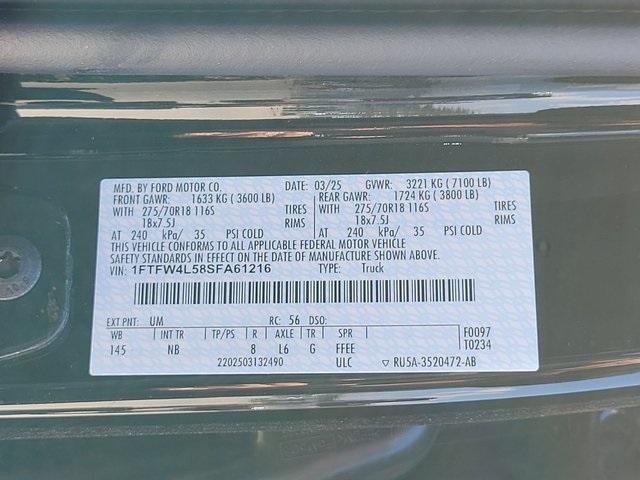 MFD. BY FORD MOTOR CO. DATE: 03/25 GVWR: 3221 KG ( 7100 LB)
FRONT GAWR: 1633 KG ( 3600 LB) REAR GAWR: 1724 KG ( 3800 LB)
WITH 275/70R18 116S TIRES WITH 275/70R18 116S TIRES
18x7.5J RIMS 18x7.5J RIMS
AT 240 kPa/ 35 PSI COLD AT 240 kPa/ 35 PSI COLD
THIS VEHICLE CONFORMS TO ALL APPLICABLE FEDERAL MOTOR VEHICLE
SAFETY STANDARDS IN EFFECT ON THE DATE OF MANUFACTURE SHOWN ABOVE.
VIN: 1FTFW4L58SFA61216 TYPE: Truck
EXT PNT: UM RC: 56 DSO:
WB INT TR TP/PS R AXLE TR SPR F0097
145 NB 8 L6 G FFEE T0234
2202503132490 ULC ▽ RU5A-3520472-AB